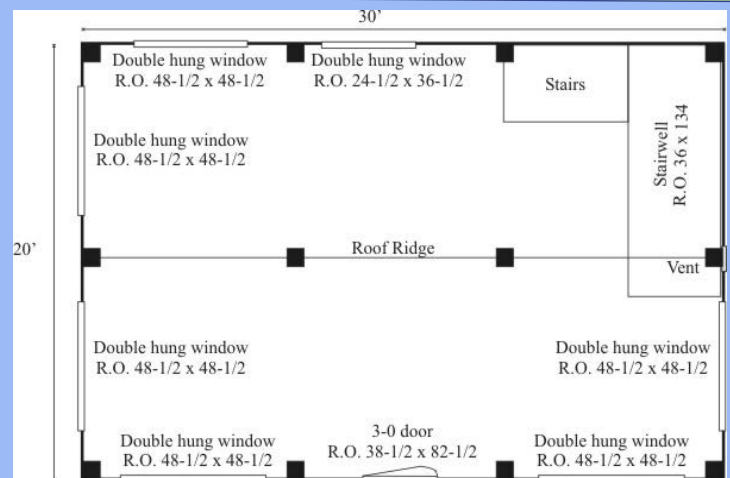 30’
Double hung window
R.O. 48-1/2 x 48-1/2
Double hung window
R.O. 24-1/2 x 36-1/2
Stairs
Stairwell
R.O. 36 x 134
Double hung window
R.O. 48-1/2 x 48-1/2
20’
Roof Ridge
Vent
Double hung window
R.O. 48-1/2 x 48-1/2
Double hung window
R.O. 48-1/2 x 48-1/2
Double hung window
R.O. 48-1/2 x 48-1/2
3-0 door
R.O. 38-1/2 x 82-1/2
Double hung window
R.O. 48-1/2 x 48-1/2